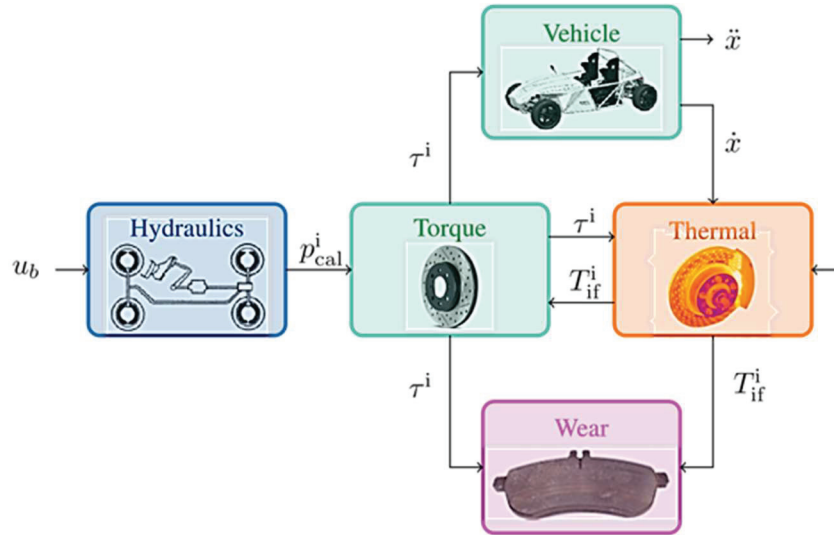 Vehicle
ẍ
τⁱ
ẋ
Hydraulics
Torque
Thermal
u_b
pⁱ_cal
τⁱ
Tⁱ_if
τⁱ
Tⁱ_if
Wear